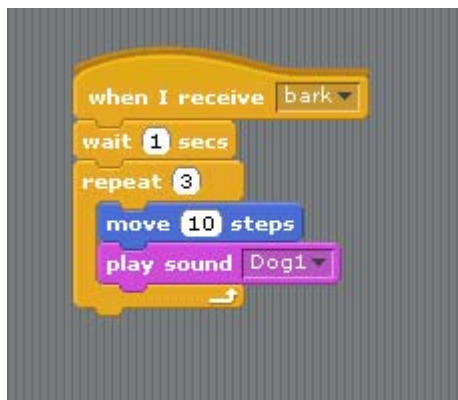 when I receive bark
wait 1 secs
repeat 3
move 10 steps
play sound Dog1